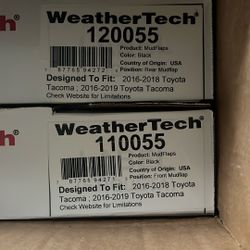 WeatherTech®
120055
Product: MudFlaps
Color: Black
Country of Origin: USA
Position: Rear Mudflap
Designed To Fit: 2016-2018 Toyota
Tacoma ; 2016-2019 Toyota Tacoma
Check Website for Limitations
ech®
WeatherTech®
110055
Product: MudFlaps
Color: Black
Country of Origin: USA
Position: Front Mudflap
Designed To Fit: 2016-2018 Toyota
Tacoma ; 2016-2019 Toyota Tacoma
Check Website for Limitations
ech®